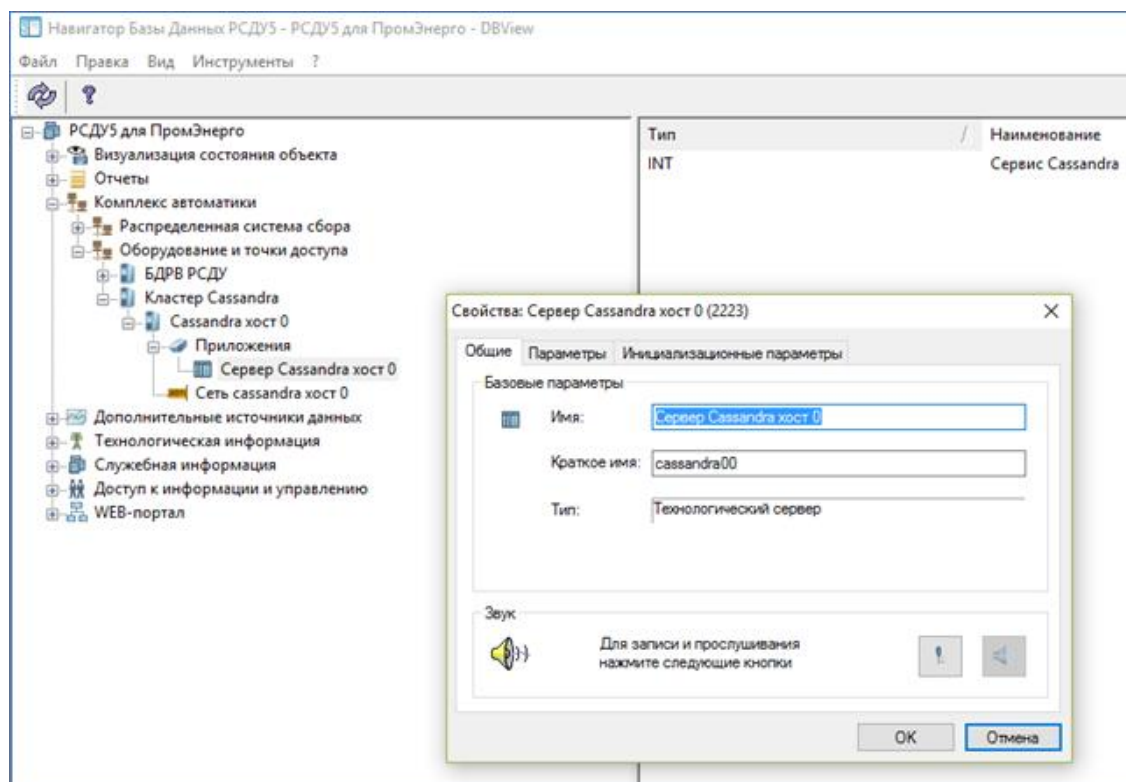 Навигатор Базы Данных РСДУ5 - РСДУ5 для ПромЭнерго - DBView
Файл Правка Вид Инструменты ?
РСДУ5 для ПромЭнерго
Визуализация состояния объекта
Отчеты
Комплекс автоматики
Распределенная система сбора
Оборудование и точки доступа
БДРВ РСДУ
Кластер Cassandra
Cassandra хост 0
Приложения
Сервер Cassandra хост 0
Сеть cassandra хост 0
Дополнительные источники данных
Технологическая информация
Служебная информация
Доступ к информации и управлению
WEB-портал
Тип / Наименование
INT Сервис Cassandra
Свойства: Сервер Cassandra хост 0 (2223)
Общие Параметры Инициализационные параметры
Базовые параметры
Имя: Сервер Cassandra хост 0
Краткое имя: cassandra00
Тип: Технологический сервер
Звук
Для записи и прослушивания
нажмите следующие кнопки
OK Отмена